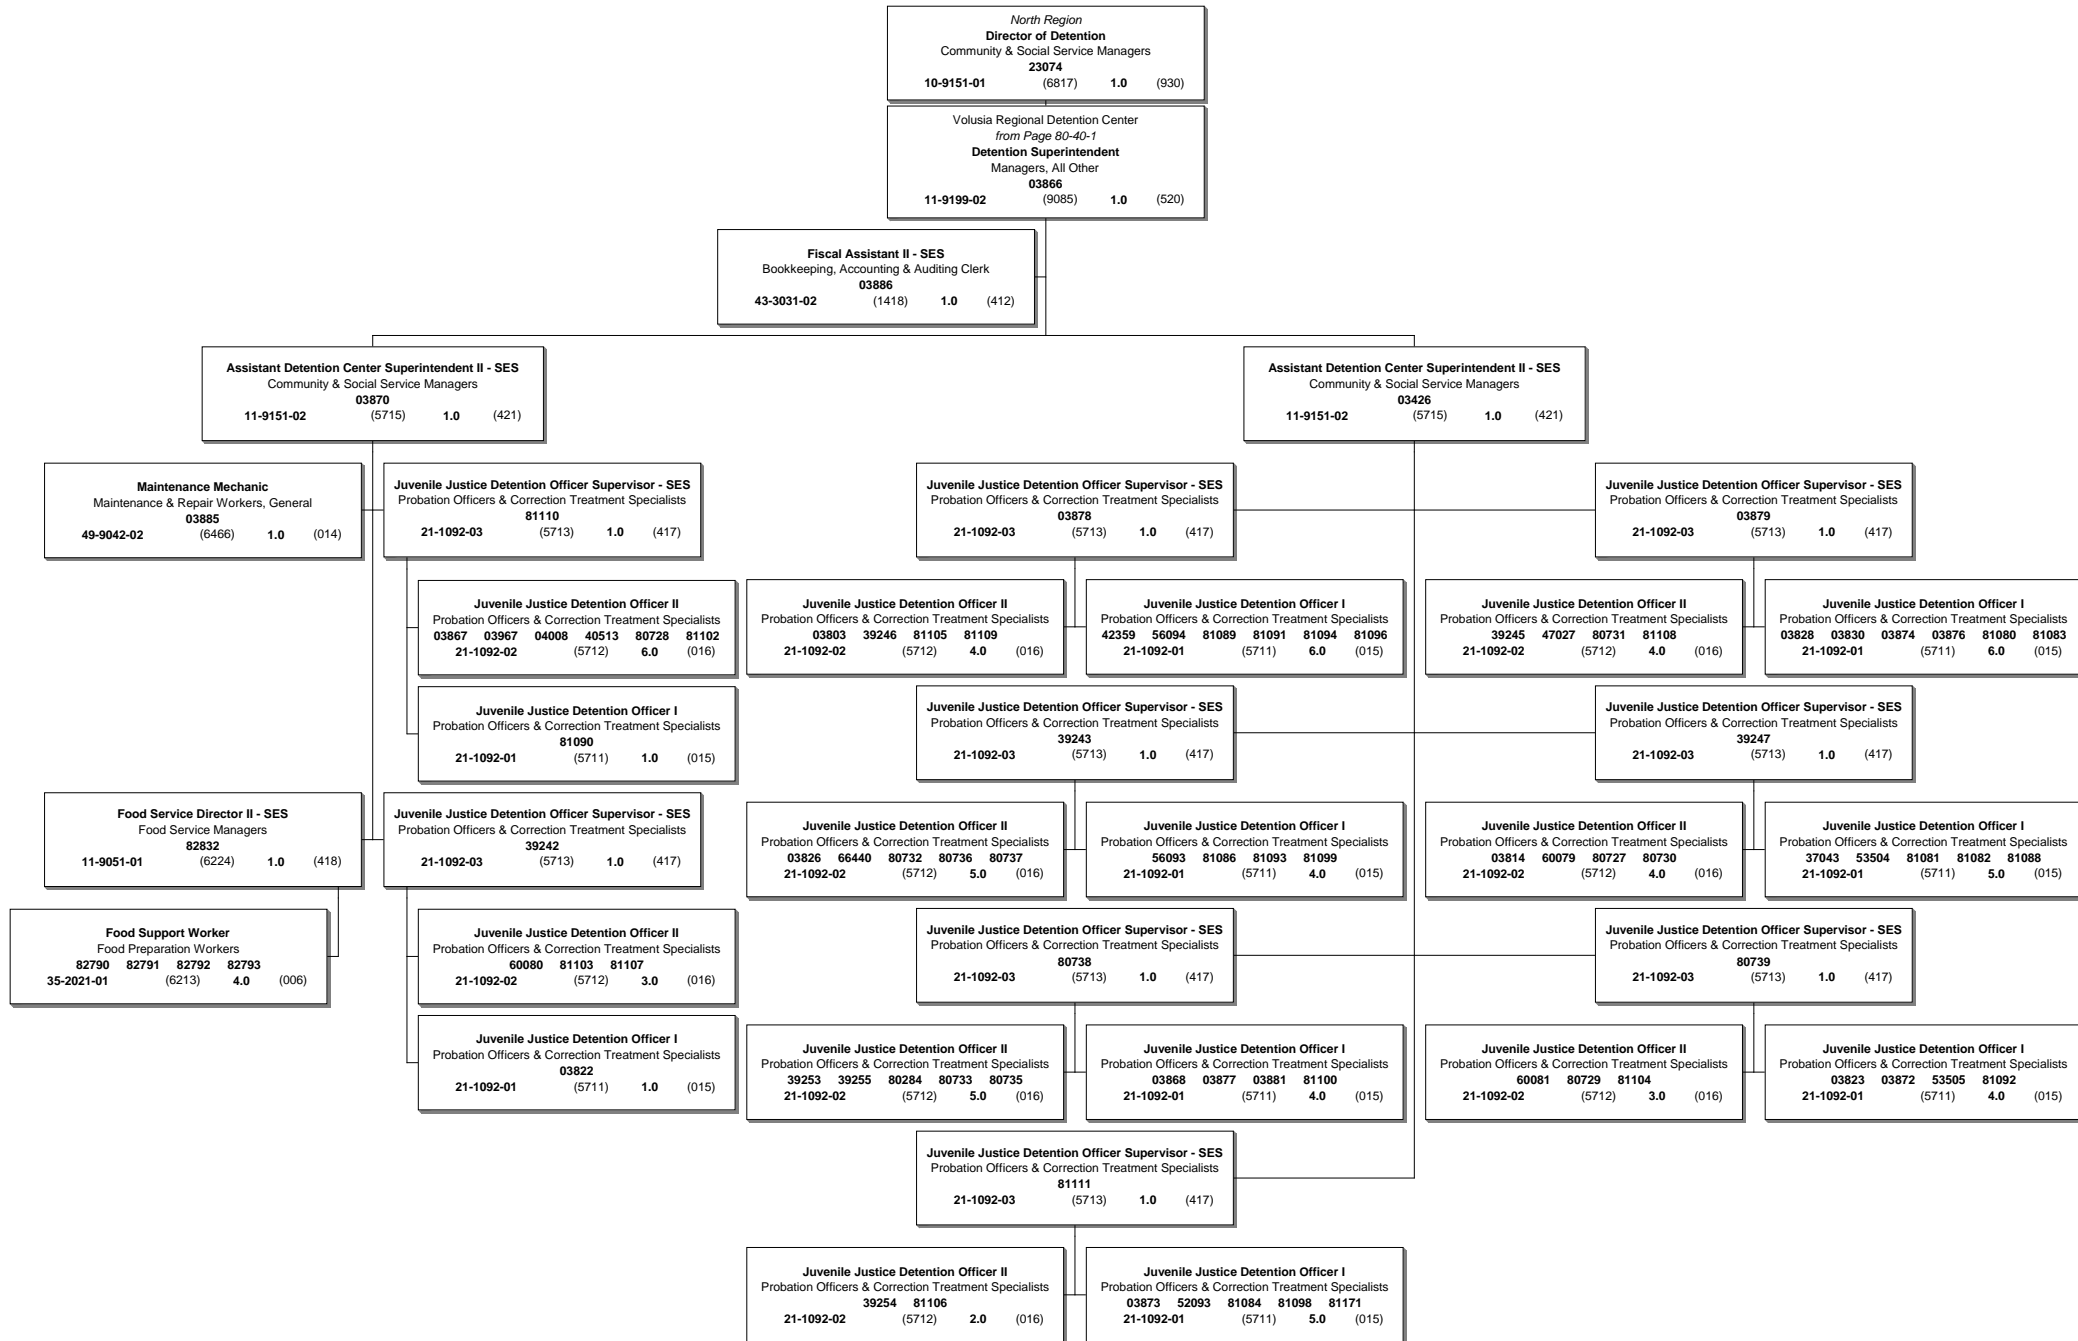 North Region
Director of Detention
Community & Social Service Managers
23074
10-9151-01 (6817) 1.0 (930)
Volusia Regional Detention Center
from Page 80-40-1
Detention Superintendent
Managers, All Other
03866
11-9199-02 (9085) 1.0 (520)
Fiscal Assistant II - SES
Bookkeeping, Accounting & Auditing Clerk
03886
43-3031-02 (1418) 1.0 (412)
Assistant Detention Center Superintendent II - SES
Community & Social Service Managers
03870
11-9151-02 (5715) 1.0 (421)
Assistant Detention Center Superintendent II - SES
Community & Social Service Managers
03426
11-9151-02 (5715) 1.0 (421)
Maintenance Mechanic
Maintenance & Repair Workers, General
03885
49-9042-02 (6466) 1.0 (014)
Juvenile Justice Detention Officer Supervisor - SES
Probation Officers & Correction Treatment Specialists
81110
21-1092-03 (5713) 1.0 (417)
Juvenile Justice Detention Officer Supervisor - SES
Probation Officers & Correction Treatment Specialists
03878
21-1092-03 (5713) 1.0 (417)
Juvenile Justice Detention Officer Supervisor - SES
Probation Officers & Correction Treatment Specialists
03879
21-1092-03 (5713) 1.0 (417)
Juvenile Justice Detention Officer II
Probation Officers & Correction Treatment Specialists
03867 03967 04008 40513 80728 81102
21-1092-02 (5712) 6.0 (016)
Juvenile Justice Detention Officer II
Probation Officers & Correction Treatment Specialists
03803 39246 81105 81109
21-1092-02 (5712) 4.0 (016)
Juvenile Justice Detention Officer I
Probation Officers & Correction Treatment Specialists
42359 56094 81089 81091 81094 81096
21-1092-01 (5711) 6.0 (015)
Juvenile Justice Detention Officer II
Probation Officers & Correction Treatment Specialists
39245 47027 80731 81108
21-1092-02 (5712) 4.0 (016)
Juvenile Justice Detention Officer I
Probation Officers & Correction Treatment Specialists
03828 03830 03874 03876 81080 81083
21-1092-01 (5711) 6.0 (015)
Juvenile Justice Detention Officer I
Probation Officers & Correction Treatment Specialists
81090
21-1092-01 (5711) 1.0 (015)
Juvenile Justice Detention Officer Supervisor - SES
Probation Officers & Correction Treatment Specialists
39243
21-1092-03 (5713) 1.0 (417)
Juvenile Justice Detention Officer Supervisor - SES
Probation Officers & Correction Treatment Specialists
39247
21-1092-03 (5713) 1.0 (417)
Food Service Director II - SES
Food Service Managers
82832
11-9051-01 (6224) 1.0 (418)
Juvenile Justice Detention Officer Supervisor - SES
Probation Officers & Correction Treatment Specialists
39242
21-1092-03 (5713) 1.0 (417)
Juvenile Justice Detention Officer II
Probation Officers & Correction Treatment Specialists
03826 66440 80732 80736 80737
21-1092-02 (5712) 5.0 (016)
Juvenile Justice Detention Officer I
Probation Officers & Correction Treatment Specialists
56093 81086 81093 81099
21-1092-01 (5711) 4.0 (015)
Juvenile Justice Detention Officer II
Probation Officers & Correction Treatment Specialists
03814 60079 80727 80730
21-1092-02 (5712) 4.0 (016)
Juvenile Justice Detention Officer I
Probation Officers & Correction Treatment Specialists
37043 53504 81081 81082 81088
21-1092-01 (5711) 5.0 (015)
Food Support Worker
Food Preparation Workers
82790 82791 82792 82793
35-2021-01 (6213) 4.0 (006)
Juvenile Justice Detention Officer II
Probation Officers & Correction Treatment Specialists
60080 81103 81107
21-1092-02 (5712) 3.0 (016)
Juvenile Justice Detention Officer Supervisor - SES
Probation Officers & Correction Treatment Specialists
80738
21-1092-03 (5713) 1.0 (417)
Juvenile Justice Detention Officer Supervisor - SES
Probation Officers & Correction Treatment Specialists
80739
21-1092-03 (5713) 1.0 (417)
Juvenile Justice Detention Officer I
Probation Officers & Correction Treatment Specialists
03822
21-1092-01 (5711) 1.0 (015)
Juvenile Justice Detention Officer II
Probation Officers & Correction Treatment Specialists
39253 39255 80284 80733 80735
21-1092-02 (5712) 5.0 (016)
Juvenile Justice Detention Officer I
Probation Officers & Correction Treatment Specialists
03868 03877 03881 81100
21-1092-01 (5711) 4.0 (015)
Juvenile Justice Detention Officer II
Probation Officers & Correction Treatment Specialists
60081 80729 81104
21-1092-02 (5712) 3.0 (016)
Juvenile Justice Detention Officer I
Probation Officers & Correction Treatment Specialists
03823 03872 53505 81092
21-1092-01 (5711) 4.0 (015)
Juvenile Justice Detention Officer Supervisor - SES
Probation Officers & Correction Treatment Specialists
81111
21-1092-03 (5713) 1.0 (417)
Juvenile Justice Detention Officer II
Probation Officers & Correction Treatment Specialists
39254 81106
21-1092-02 (5712) 2.0 (016)
Juvenile Justice Detention Officer I
Probation Officers & Correction Treatment Specialists
03873 52093 81084 81098 81171
21-1092-01 (5711) 5.0 (015)